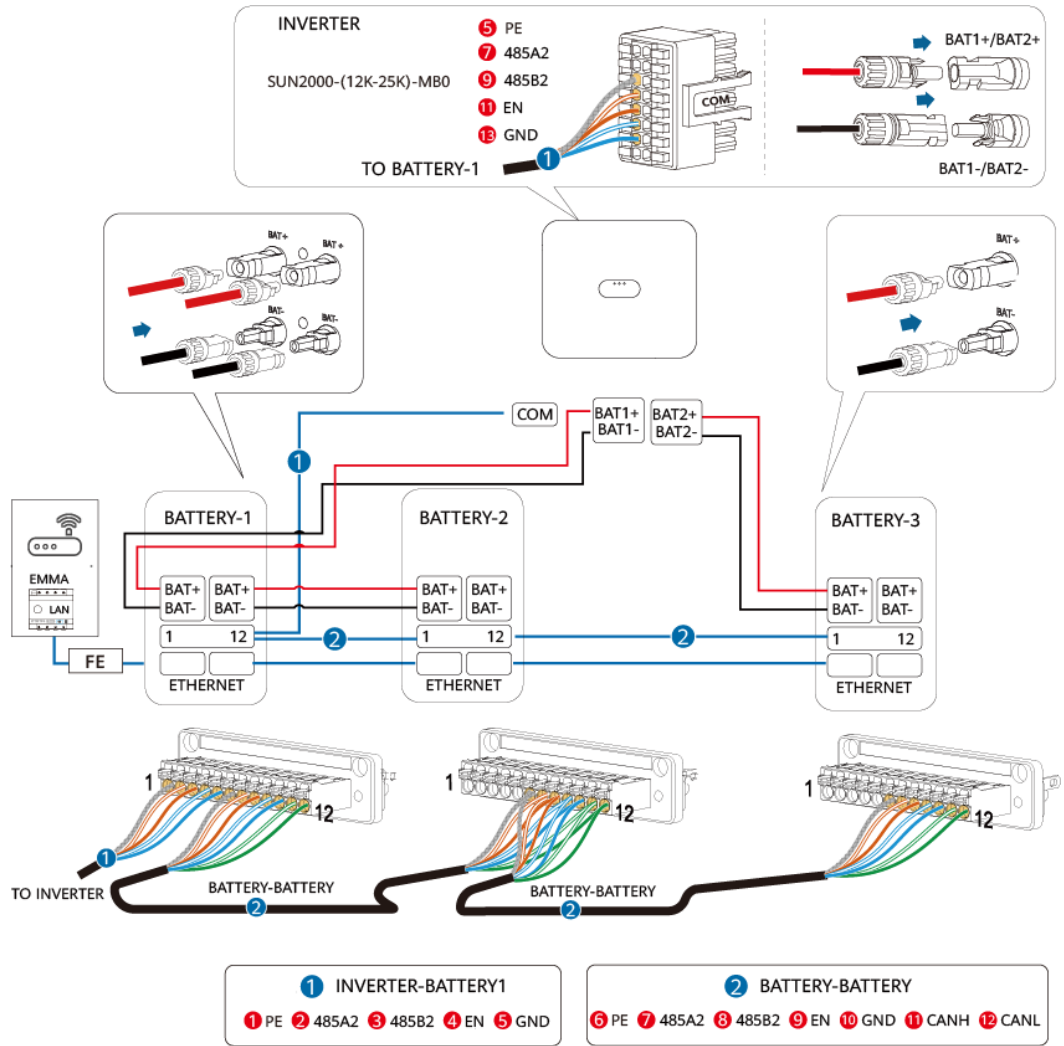 INVERTER
SUN2000-(12K-25K)-MB0
5 PE
7 485A2
9 485B2
11 EN
13 GND
COM
TO BATTERY-1
1
BAT1+/BAT2+
BAT1-/BAT2-
BAT+
BAT+
BAT-
BAT-
BAT+
BAT-
COM
BAT1+
BAT1-
BAT2+
BAT2-
1
BATTERY-1
BATTERY-2
BATTERY-3
EMMA
LAN
FE
BAT+
BAT-
BAT+
BAT-
1 12
ETHERNET
2
BAT+
BAT-
BAT+
BAT-
1 12
ETHERNET
2
BAT+
BAT-
BAT+
BAT-
1 12
ETHERNET
1
12
1
12
1
12
1
TO INVERTER
BATTERY-BATTERY
2
BATTERY-BATTERY
2
1 INVERTER-BATTERY1
1 PE 2 485A2 3 485B2 4 EN 5 GND
2 BATTERY-BATTERY
6 PE 7 485A2 8 485B2 9 EN 10 GND 11 CANH 12 CANL